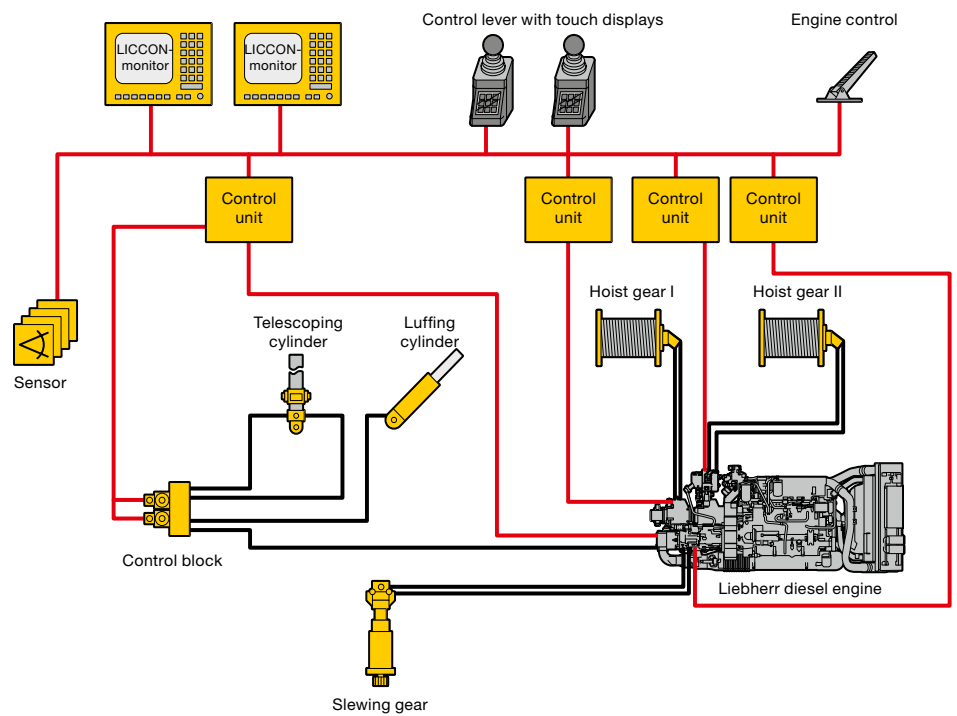 Control lever with touch displays
Engine control
LICCON-
monitor
LICCON-
monitor
Control
unit
Control
unit
Control
unit
Control
unit
Hoist gear I
Hoist gear II
Telescoping
cylinder
Luffing
cylinder
Sensor
Control block
Liebherr diesel engine
Slewing gear